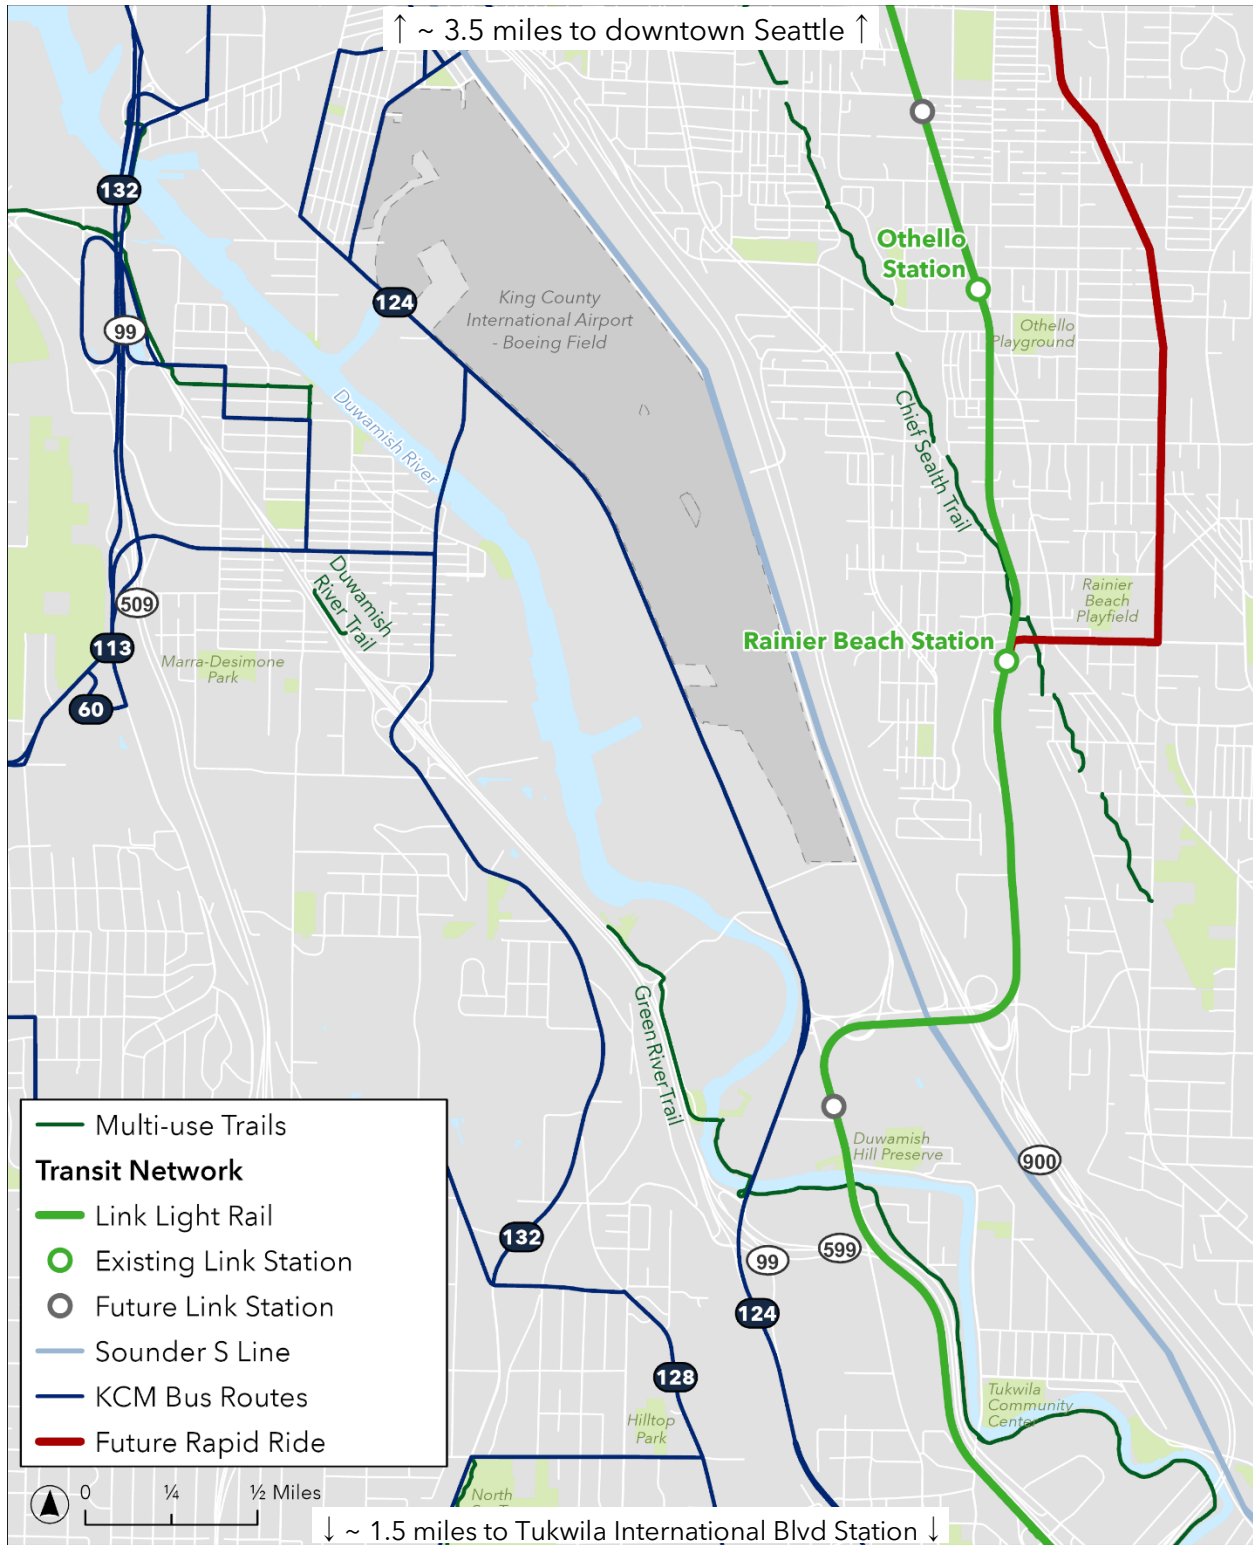 ↑ ~ 3.5 miles to downtown Seattle ↑
132
Othello
Station
124
King County
International Airport
- Boeing Field
99
Othello
Playground
Duwamish River
Chief Sealth Trail
Duwamish
River Trail
Rainier
Beach
Playfield
509
113
Rainier Beach Station
Marra-Desimone
Park
60
Green River Trail
Duwamish
Hill Preserve
900
132
99
599
124
128
Hilltop
Park
Tukwila
Community
Center
North
Multi-use Trails
Transit Network
Link Light Rail
Existing Link Station
Future Link Station
Sounder S Line
KCM Bus Routes
Future Rapid Ride
0 ¼ ½ Miles
↓ ~ 1.5 miles to Tukwila International Blvd Station ↓